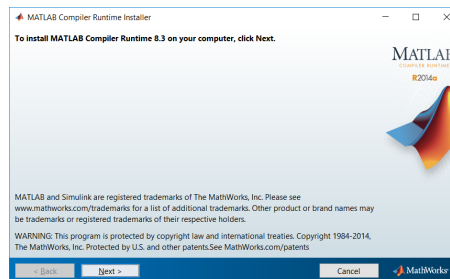 MATLAB Compiler Runtime Installer
To install MATLAB Compiler Runtime 8.3 on your computer, click Next.
MATLAB
COMPILER RUNTIME
R2014a
MATLAB and Simulink are registered trademarks of The MathWorks, Inc. Please see
www.mathworks.com/trademarks for a list of additional trademarks. Other product or brand names may
be trademarks or registered trademarks of their respective holders.
WARNING: This program is protected by copyright law and international treaties. Copyright 1984-2014,
The MathWorks, Inc. Protected by U.S. and other patents.See MathWorks.com/patents
< Back Next > Cancel MathWorks